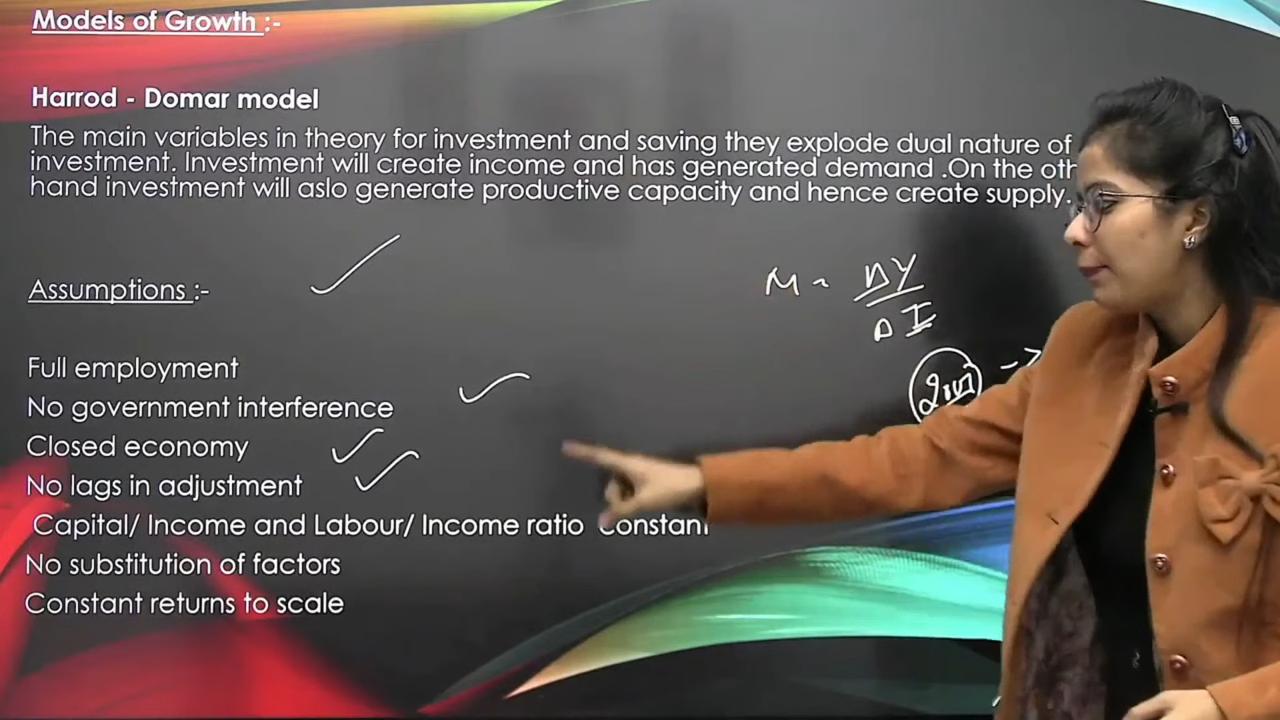 Models of Growth :-
Harrod - Domar model
The main variables in theory for investment and saving they explode dual nature of
investment. Investment will create income and has generated demand .On the oth
hand investment will aslo generate productive capacity and hence create supply.
Assumptions :-
M = ΔY
ΔI
Full employment
No government interference
Closed economy
No lags in adjustment
Capital/ Income and Labour/ Income ratio Constant
No substitution of factors
Constant returns to scale